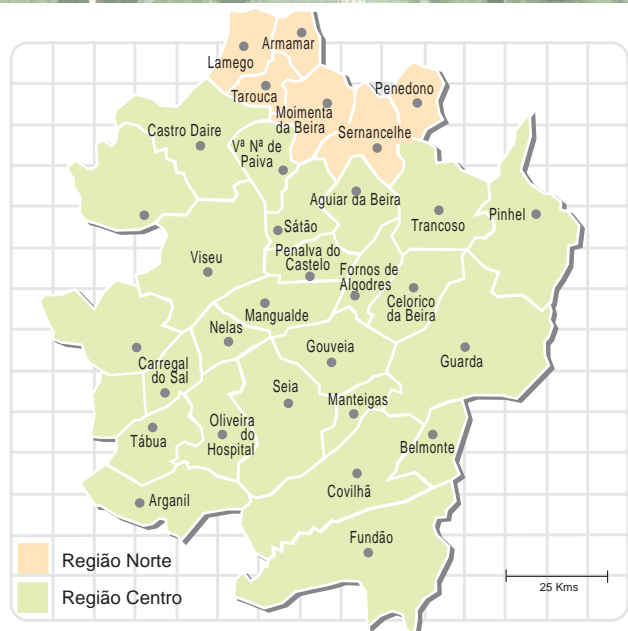 Armamar
Lamego
Tarouca
Penedono
Moimenta
da Beira
Castro Daire
Sernancelhe
Vª Nª de
Paiva
Aguiar da Beira
Trancoso
Pinhel
Sátão
Viseu
Penalva do
Castelo
Fornos de
Algodres
Celorico
da Beira
Mangualde
Nelas
Gouveia
Guarda
Carregal
do Sal
Seia
Manteigas
Oliveira
do
Hospital
Tábua
Belmonte
Covilhã
Arganil
Fundão
Região Norte
Região Centro
25 Kms